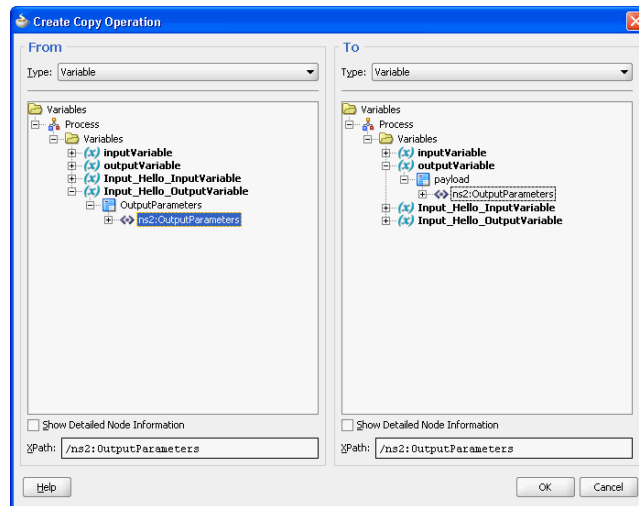 Create Copy Operation
From
Type: Variable
Variables
Process
Variables
(x) inputVariable
(x) outputVariable
(x) Input_Hello_InputVariable
(x) Input_Hello_OutputVariable
OutputParameters
ns2:OutputParameters
Show Detailed Node Information
XPath: /ns2:OutputParameters
To
Type: Variable
Variables
Process
Variables
(x) inputVariable
(x) outputVariable
payload
ns2:OutputParameters
(x) Input_Hello_InputVariable
(x) Input_Hello_OutputVariable
Show Detailed Node Information
XPath: /ns2:OutputParameters
Help
OK
Cancel